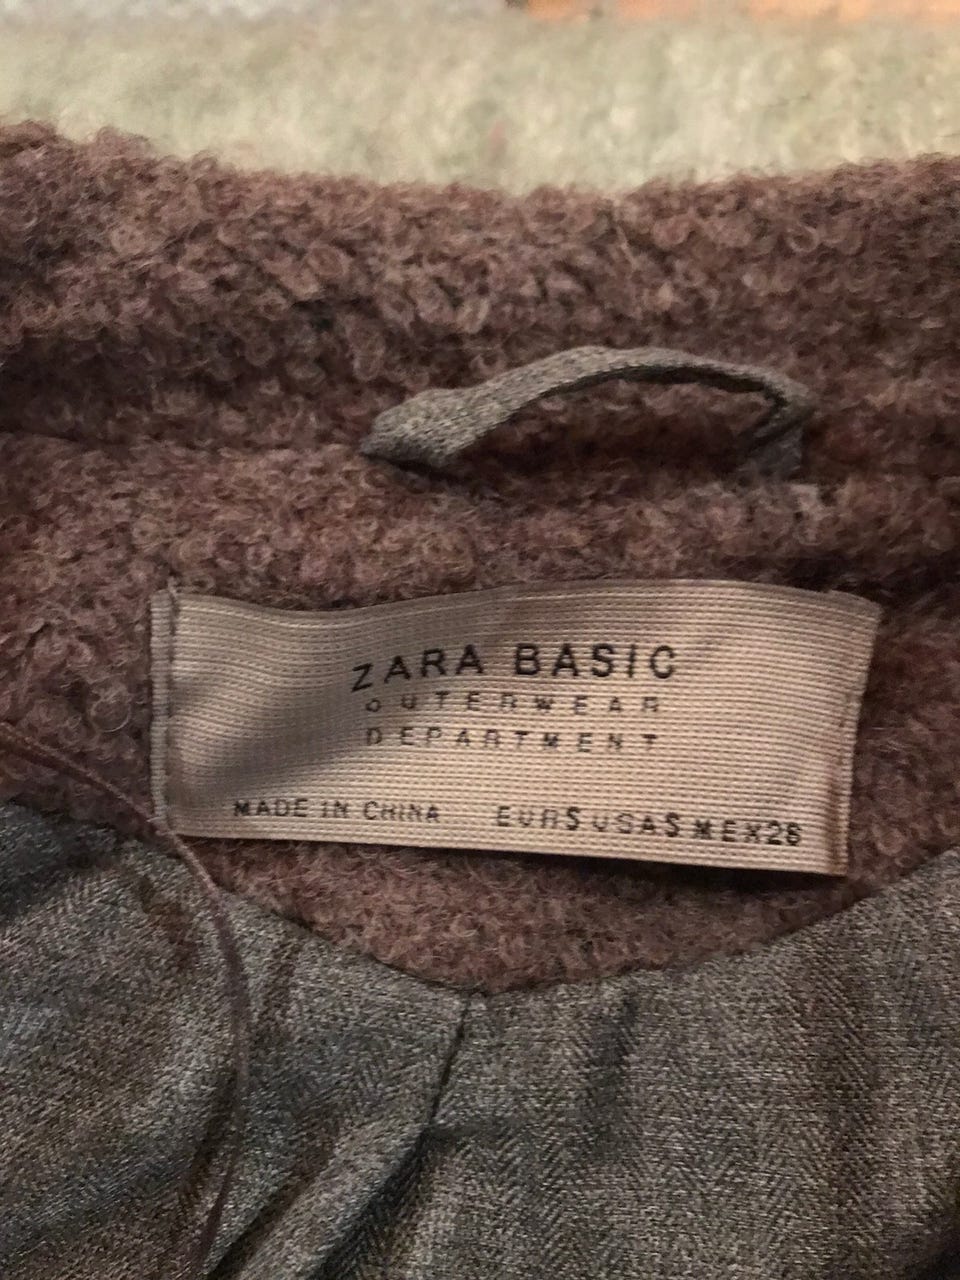 ZARA BASIC
OUTERWEAR
DEPARTMENT
MADE IN CHINA EUR S USA S MEX 26